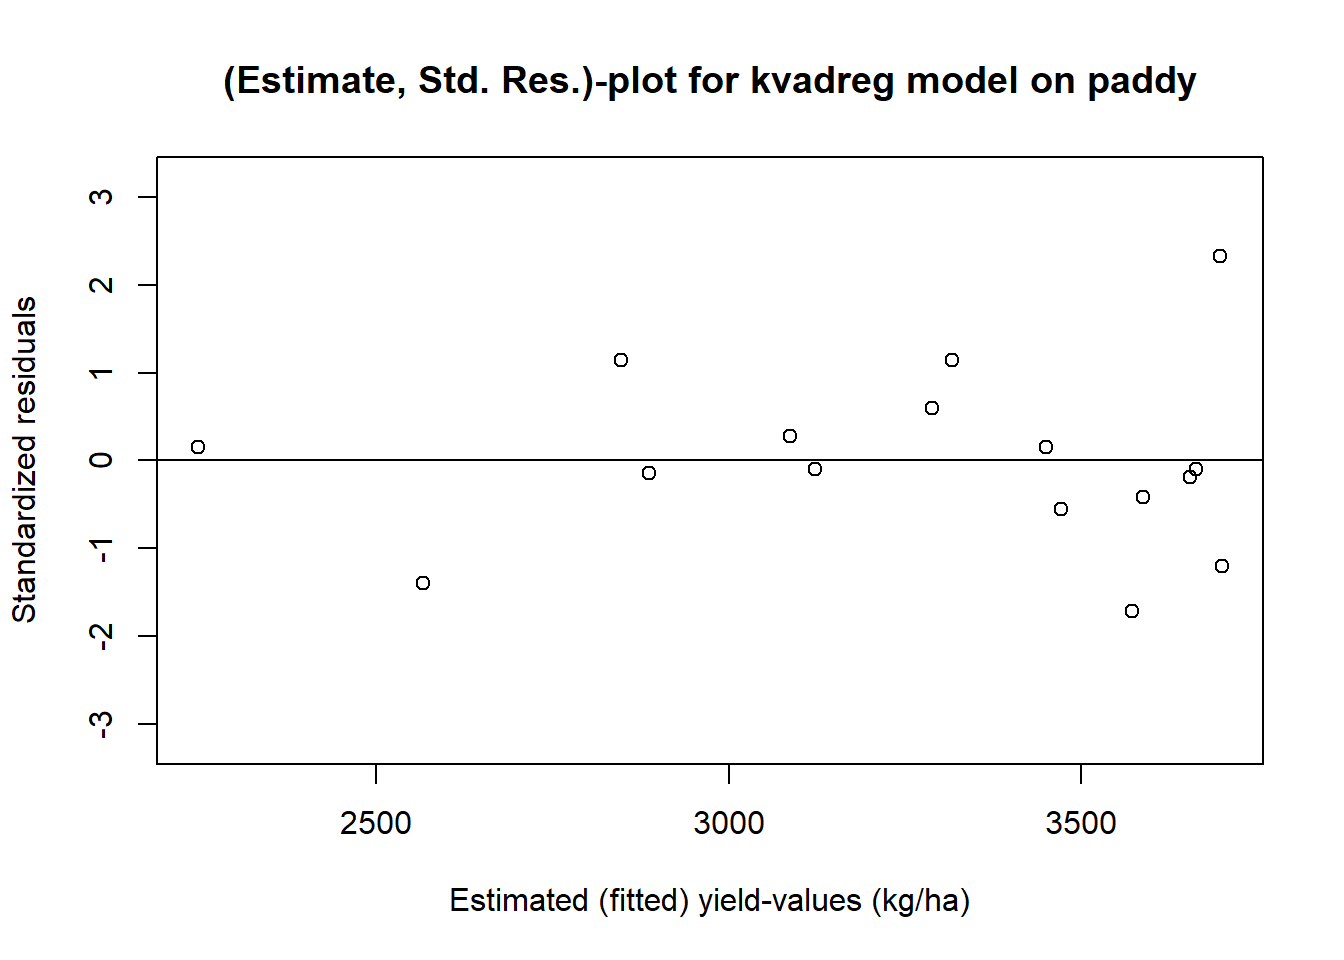 (Estimate, Std. Res.)-plot for kvadreg model on paddy
3
2
1
0
-1
-2
-3
Standardized residuals
2500 3000 3500
Estimated (fitted) yield-values (kg/ha)